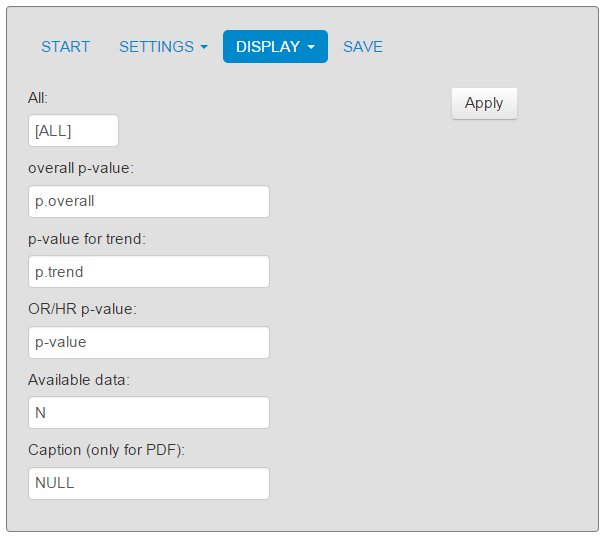 START SETTINGS DISPLAY SAVE
All:
Apply
[ALL]
overall p-value:
p.overall
p-value for trend:
p.trend
OR/HR p-value:
p-value
Available data:
N
Caption (only for PDF):
NULL